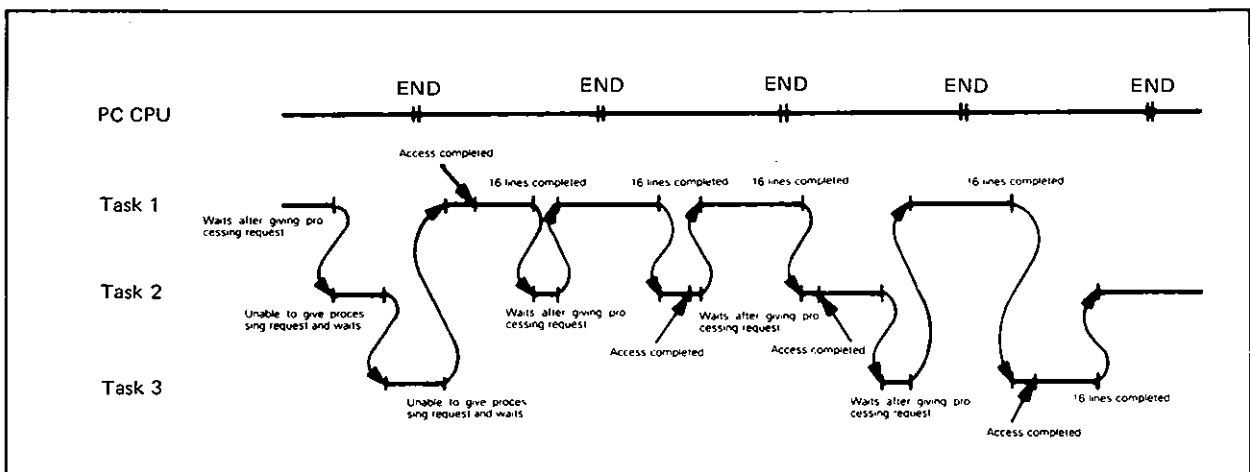 END END END END END
PC CPU
Access completed
16 lines completed 16 lines completed 16 lines completed 16 lines completed
Task 1
Waits after giving pro
cessing request
Task 2
Unable to give proces
sing request and waits
Waits after giving pro
cessing request
Waits after giving pro
cessing request
Access completed
Access completed
Task 3
Unable to give proces
sing request and waits
Waits after giving pro
cessing request
16 lines completed
Access completed